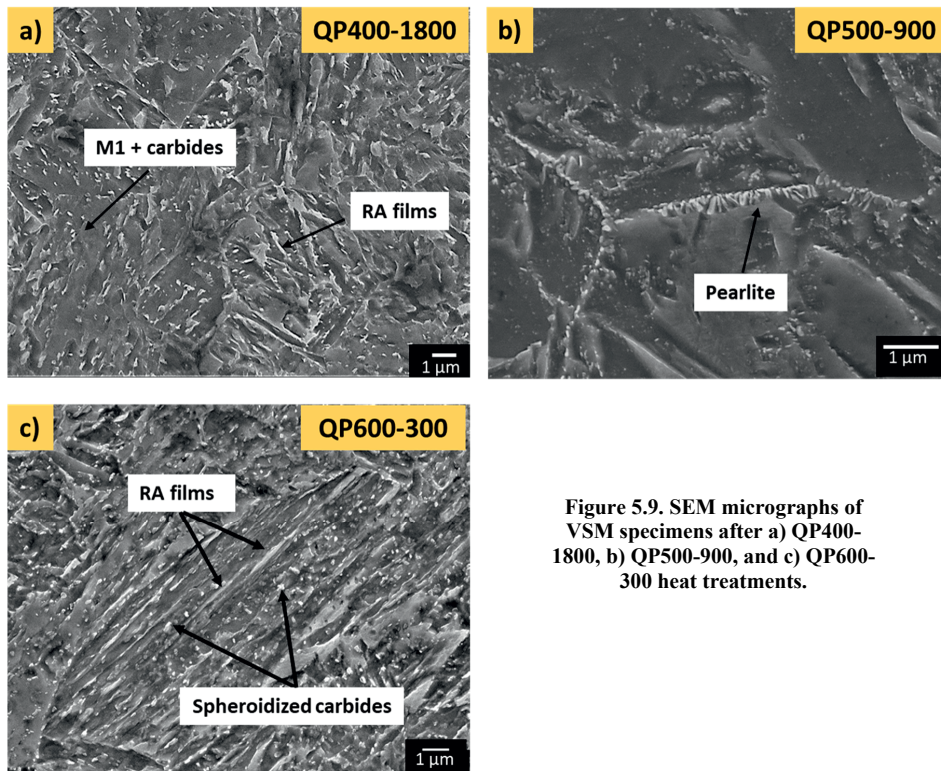 a)
QP400-1800
M1 + carbides
RA films
1 µm
b)
QP500-900
Pearlite
1 µm
c)
QP600-300
RA films
Spheroidized carbides
1 µm
Figure 5.9. SEM micrographs of
VSM specimens after a) QP400-
1800, b) QP500-900, and c) QP600-
300 heat treatments.